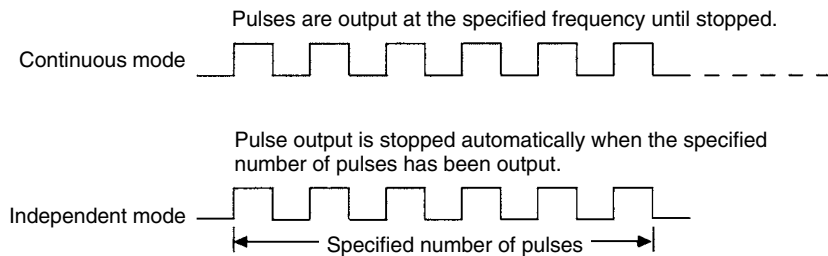 Pulses are output at the specified frequency until stopped.
Continuous mode
Pulse output is stopped automatically when the specified
number of pulses has been output.
Independent mode
Specified number of pulses